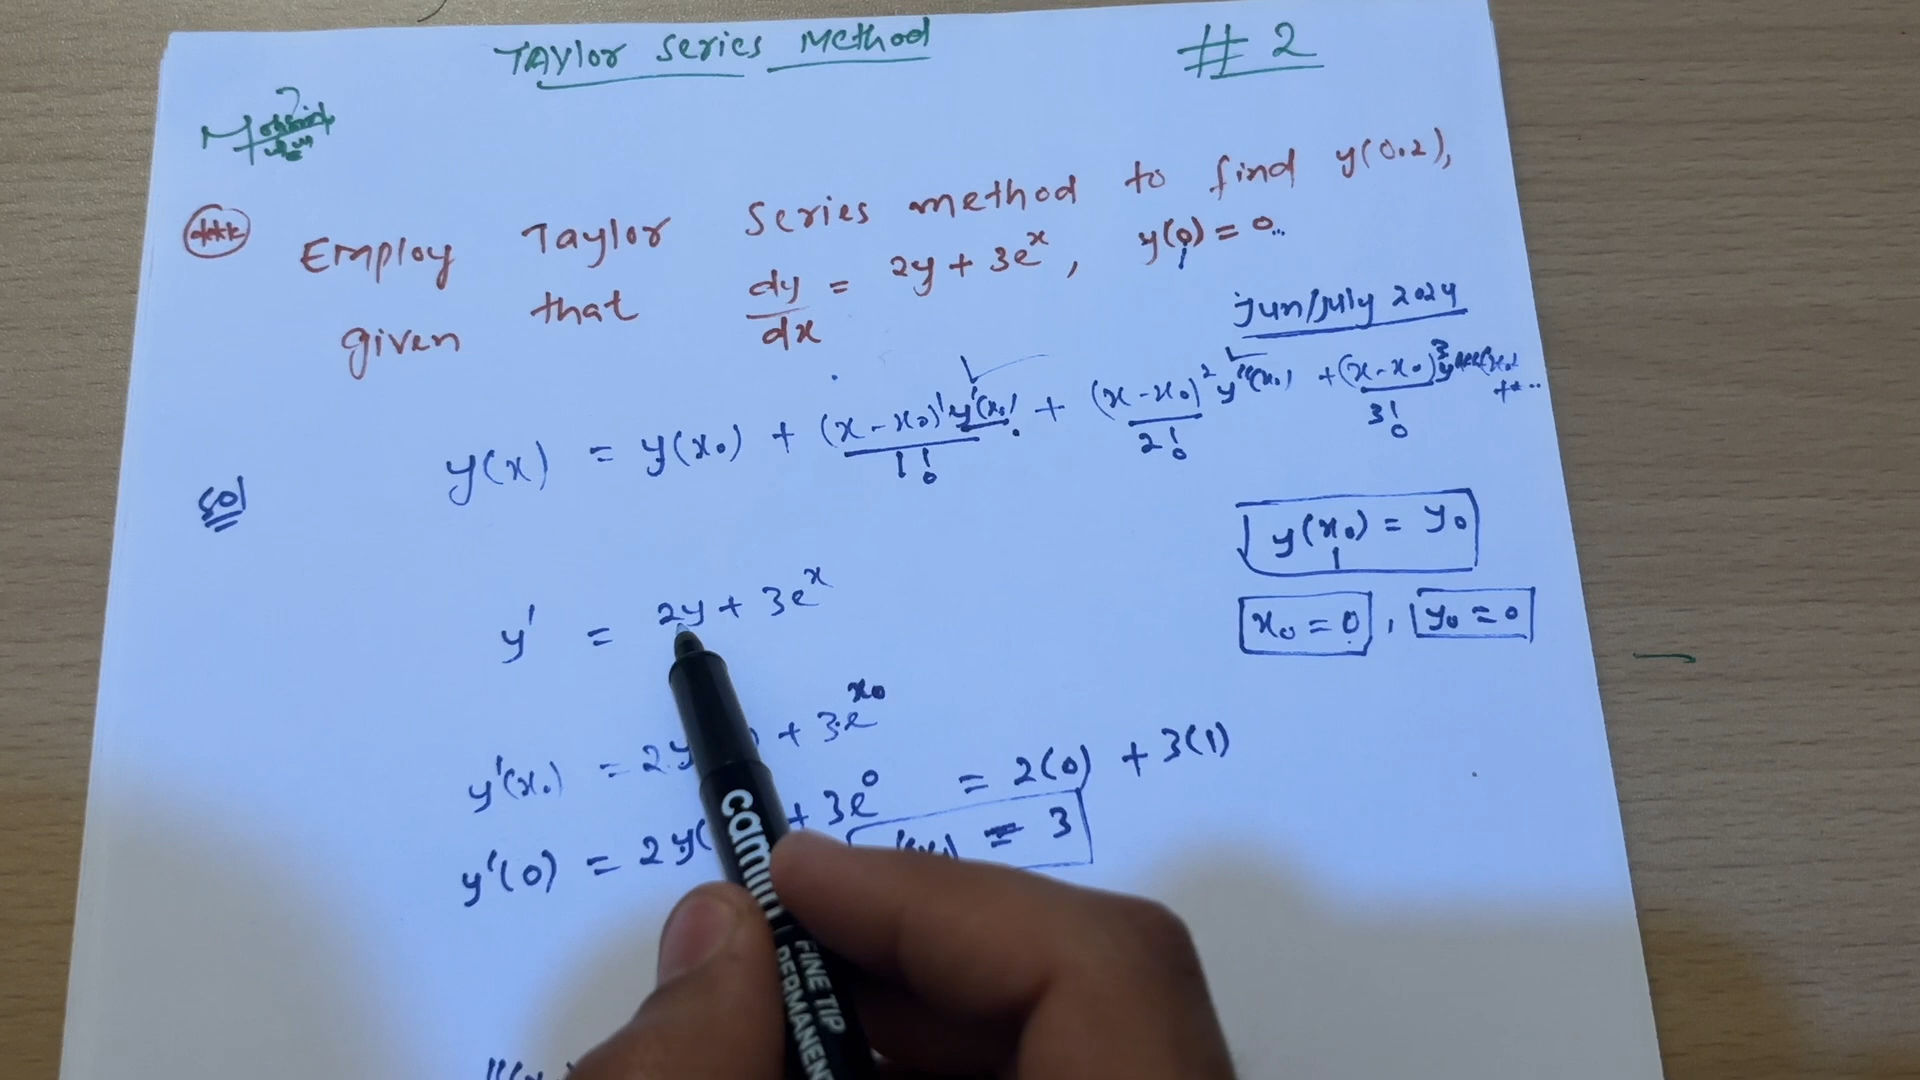 Taylor Series Method # 2
Employ Taylor Series method to find y(0.2),
given that dy/dx = 2y + 3e^x, y(0) = 0..
Jun/July 2024
Sol y(x) = y(x₀) + (x - x₀)¹ y'(x₀)/1! + (x - x₀)² y''(x₀)/2! + (x - x₀)³ y'''(x₀)/3! + ...
y(x₀) = y₀
x₀ = 0, y₀ = 0
y' = 2y + 3e^x
y'(x₀) = 2y + 3e^x₀
y'(0) = 2y( + 3e^0 = 2(0) + 3(1)
= 3
camlin FINE TIP PERMANEN